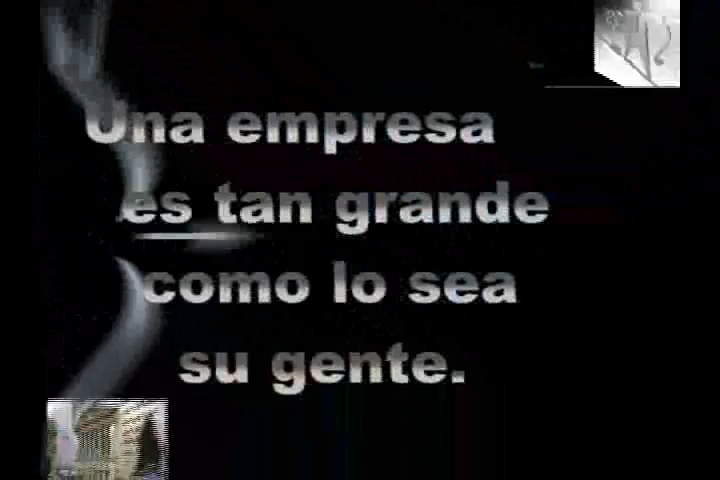 Una empresa
es tan grande
como lo sea
su gente.